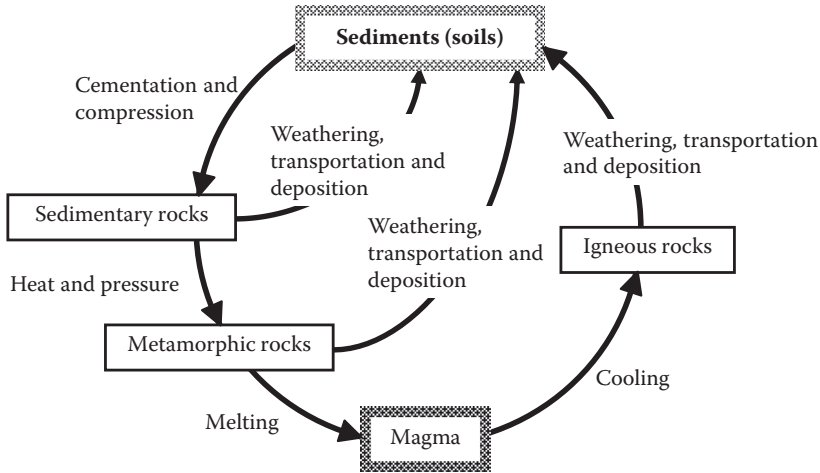 Sediments (soils)
Cementation and
compression
Weathering,
transportation and
deposition
Weathering, transportation
and deposition
Sedimentary rocks
Weathering,
transportation and
deposition
Igneous rocks
Heat and pressure
Metamorphic rocks
Cooling
Melting
Magma